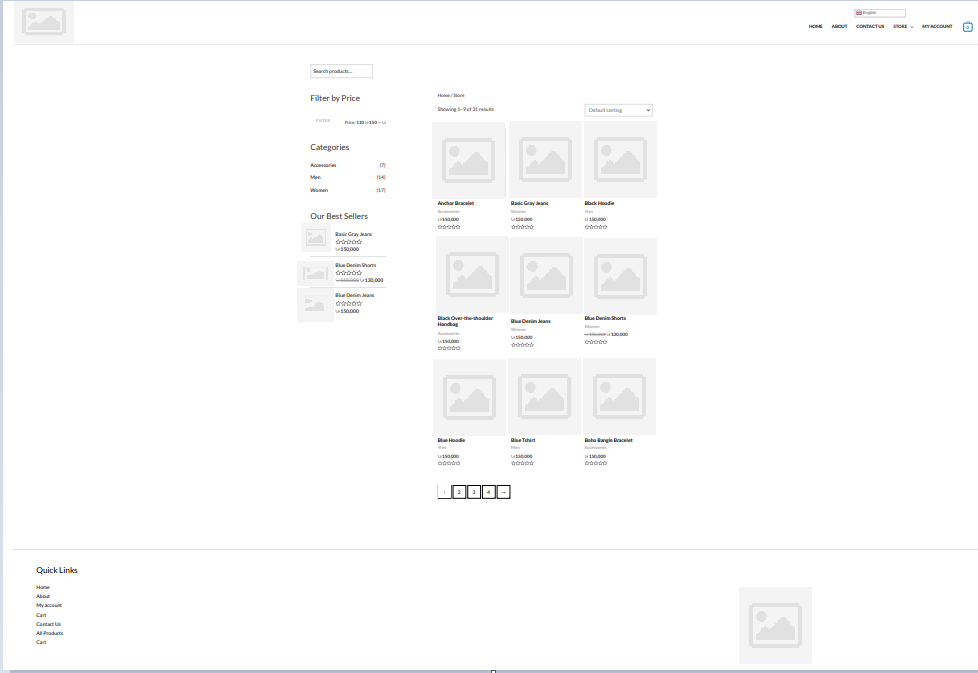 English
HOME ABOUT CONTACT US STORE MY ACCOUNT 0
Search products...
Filter by Price
FILTER
Categories
Accessories (7)
Men (14)
Women (17)
Our Best Sellers
Basic Gray Jeans
150,000
Blue Denim Shorts
130,000
Blue Denim Jeans
150,000
Home / Store
Showing 1–9 of 31 results
Default sorting
Anchor Bracelet
Accessories
150,000
Basic Gray Jeans
Women
150,000
Black Hoodie
Men
150,000
Black Over-the-shoulder
Handbag
Accessories
150,000
Blue Denim Jeans
Women
150,000
Blue Denim Shorts
Women
150,000 130,000
Blue Hoodie
Men
150,000
Blue Tshirt
Men
150,000
Boho Bangle Bracelet
Accessories
150,000
1 2 3 4 →
Quick Links
Home
About
My account
Cart
Contact Us
All Products
Cart